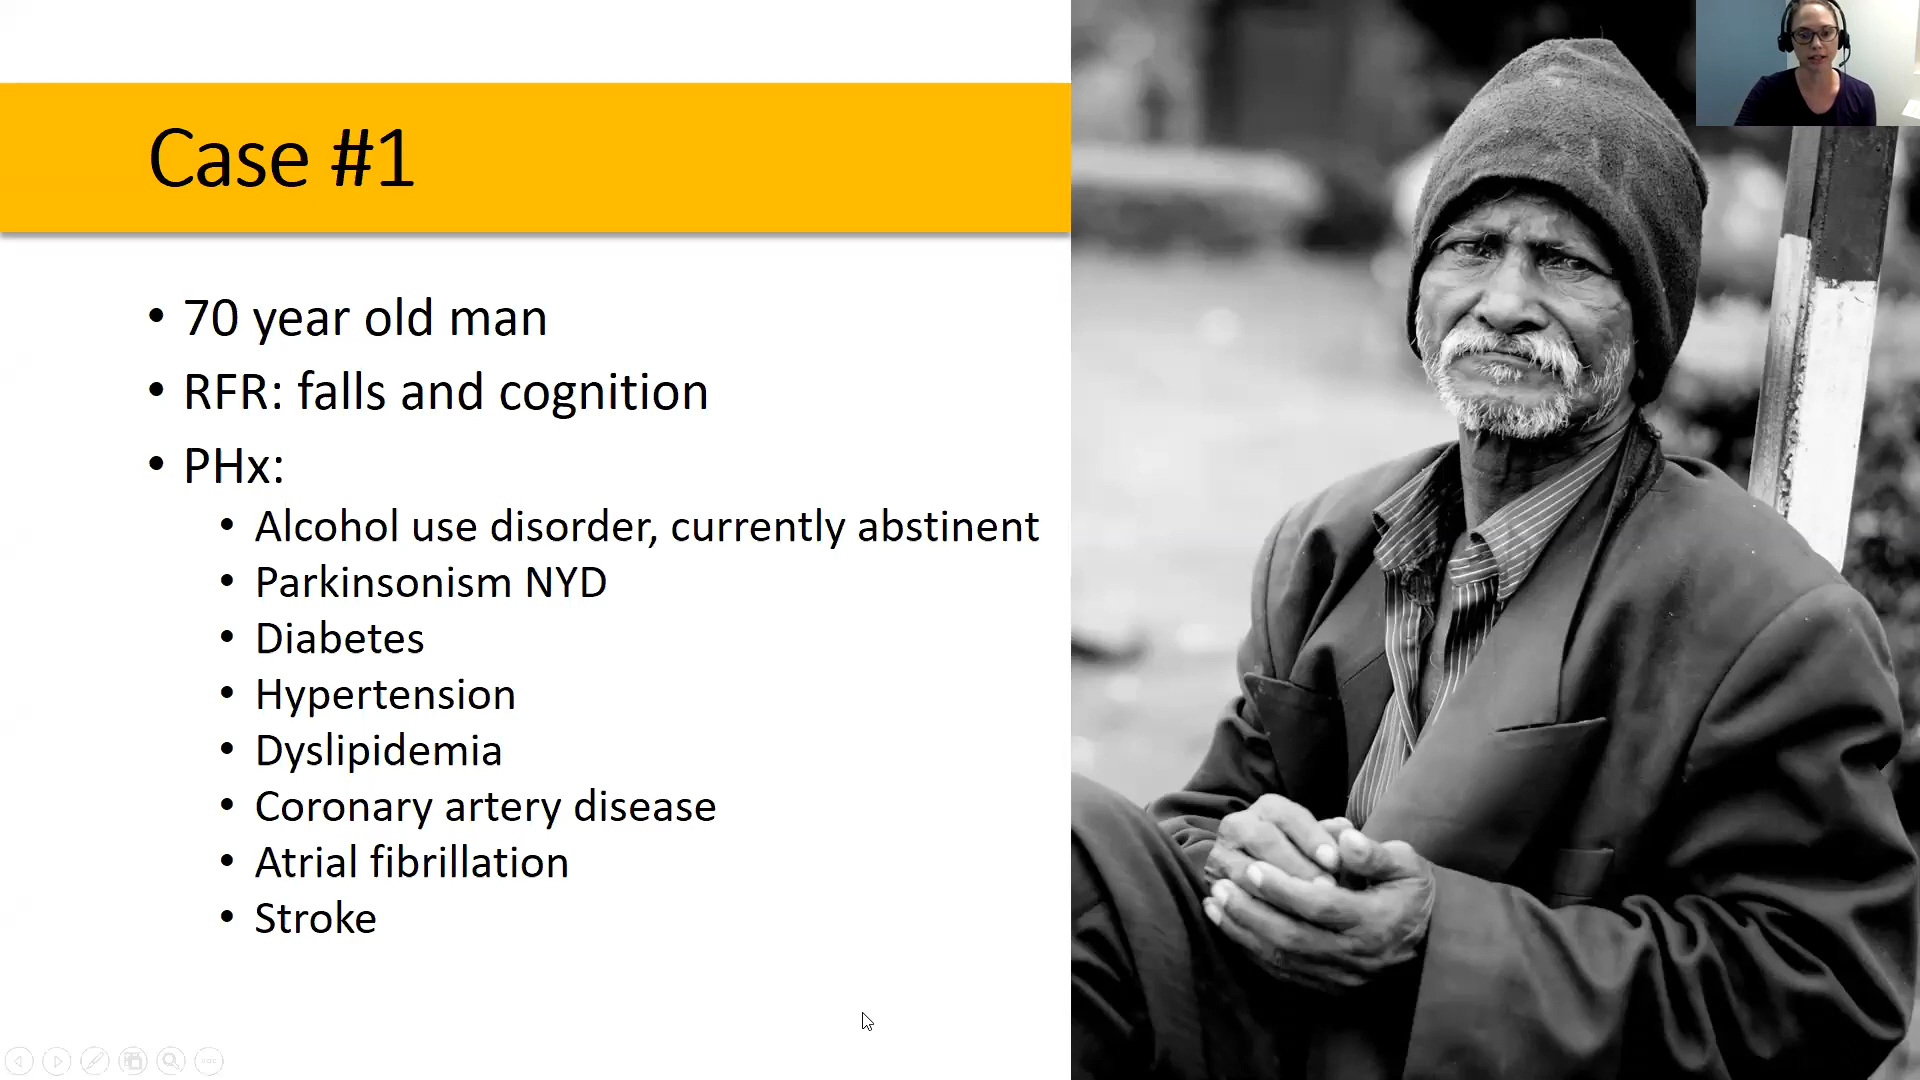 Case #1
• 70 year old man
• RFR: falls and cognition
• PHx:
• Alcohol use disorder, currently abstinent
• Parkinsonism NYD
• Diabetes
• Hypertension
• Dyslipidemia
• Coronary artery disease
• Atrial fibrillation
• Stroke